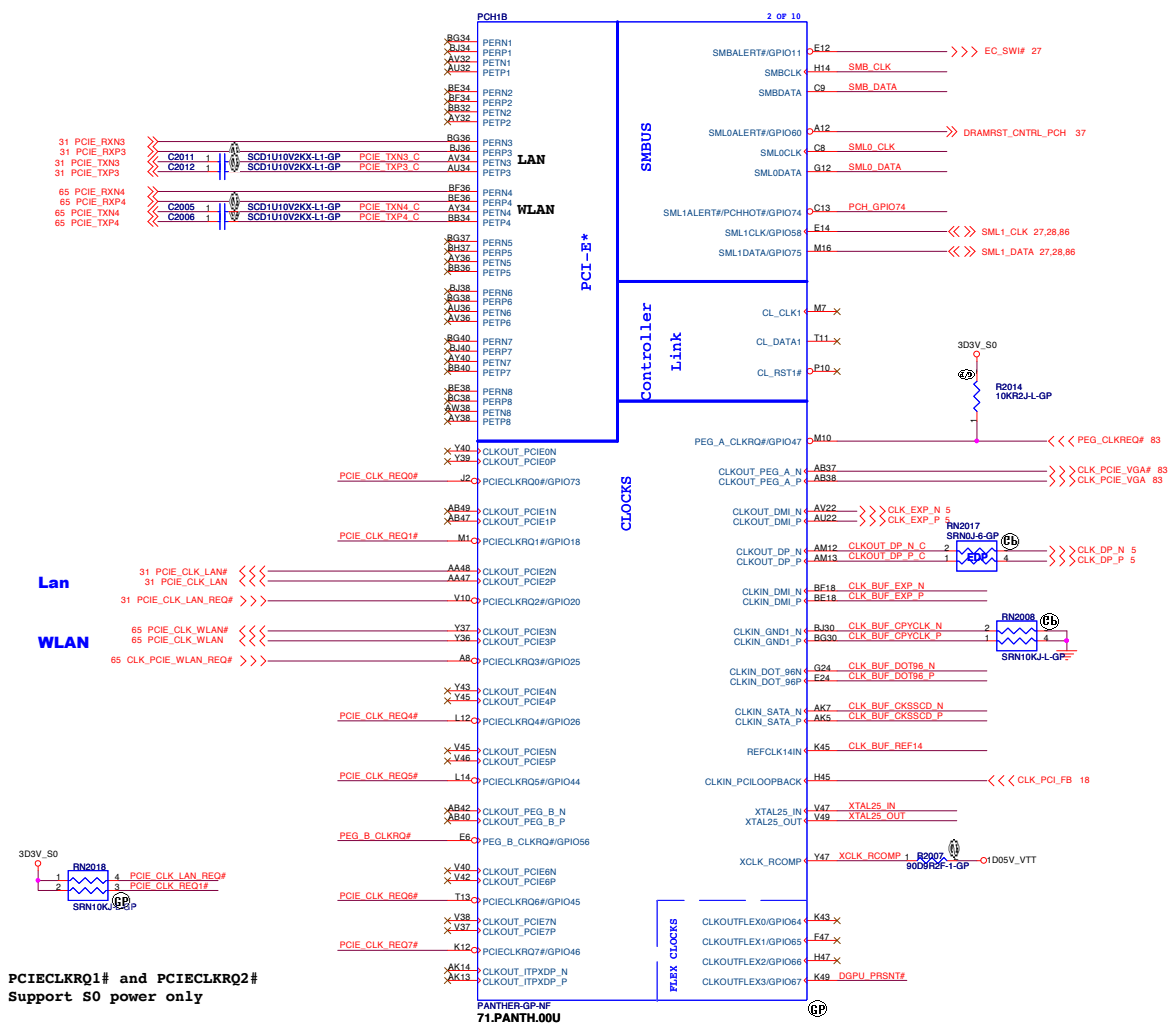 PCH1B
2 OF 10
BG34 PERN1
BJ34 PERP1
AV32 PETN1
AU32 PETP1
BE34 PERN2
BF34 PERP2
BB32 PETN2
AY32 PETP2
31 PCIE_RXN3 BG36 PERN3
31 PCIE_RXP3 BJ36 PERP3
31 PCIE_TXN3 C2011 1 SCD1U10V2KX-L1-GP PCIE_TXN3_C AV34 PETN3
31 PCIE_TXP3 C2012 1 SCD1U10V2KX-L1-GP PCIE_TXP3_C AU34 PETP3
LAN
65 PCIE_RXN4 BF36 PERN4
65 PCIE_RXP4 BE36 PERP4
65 PCIE_TXN4 C2005 1 SCD1U10V2KX-L1-GP PCIE_TXN4_C AY34 PETN4
65 PCIE_TXP4 C2006 1 SCD1U10V2KX-L1-GP PCIE_TXP4_C BB34 PETP4
WLAN
BG37 PERN5
BH37 PERP5
AY36 PETN5
BB36 PETP5
BJ38 PERN6
BG38 PERP6
AU36 PETN6
AV36 PETP6
BG40 PERN7
BJ40 PERP7
AY40 PETN7
BB40 PETP7
BE38 PERN8
BC38 PERP8
AW38 PETN8
AY38 PETP8
PCI-E*
Y40 CLKOUT_PCIE0N
Y39 CLKOUT_PCIE0P
PCIE_CLK_REQ0# J2 PCIECLKRQ0#/GPIO73
AB49 CLKOUT_PCIE1N
AB47 CLKOUT_PCIE1P
PCIE_CLK_REQ1# M1 PCIECLKRQ1#/GPIO18
Lan
31 PCIE_CLK_LAN# AA48 CLKOUT_PCIE2N
31 PCIE_CLK_LAN AA47 CLKOUT_PCIE2P
31 PCIE_CLK_LAN_REQ# V10 PCIECLKRQ2#/GPIO20
WLAN
65 PCIE_CLK_WLAN# Y37 CLKOUT_PCIE3N
65 PCIE_CLK_WLAN Y36 CLKOUT_PCIE3P
65 CLK_PCIE_WLAN_REQ# A8 PCIECLKRQ3#/GPIO25
Y43 CLKOUT_PCIE4N
Y45 CLKOUT_PCIE4P
PCIE_CLK_REQ4# L12 PCIECLKRQ4#/GPIO26
V45 CLKOUT_PCIE5N
V46 CLKOUT_PCIE5P
PCIE_CLK_REQ5# L14 PCIECLKRQ5#/GPIO44
AB42 CLKOUT_PEG_B_N
AB40 CLKOUT_PEG_B_P
PEG_B_CLKRQ# E6 PEG_B_CLKRQ#/GPIO56
V40 CLKOUT_PCIE6N
V42 CLKOUT_PCIE6P
PCIE_CLK_REQ6# T13 PCIECLKRQ6#/GPIO45
V38 CLKOUT_PCIE7N
V37 CLKOUT_PCIE7P
PCIE_CLK_REQ7# K12 PCIECLKRQ7#/GPIO46
AK14 CLKOUT_ITPXDP_N
AK13 CLKOUT_ITPXDP_P
3D3V_S0
RN2018
1 4 PCIE_CLK_LAN_REQ#
2 3 PCIE_CLK_REQ1#
GP
PCIECLKRQ1# and PCIECLKRQ2#
Support S0 power only
SMBUS
SMBALERT#/GPIO11 E12 EC_SWI# 27
SMBCLK H14 SMB_CLK
SMBDATA C9 SMB_DATA
SML0ALERT#/GPIO60 A12 DRAMRST_CNTRL_PCH 37
SML0CLK C8 SML0_CLK
SML0DATA G12 SML0_DATA
SML1ALERT#/PCHHOT#/GPIO74 C13 PCH_GPIO74
SML1CLK/GPIO58 E14 SML1_CLK 27,28,86
SML1DATA/GPIO75 M16 SML1_DATA 27,28,86
Controller
Link
CL_CLK1 M7
CL_DATA1 T11
CL_RST1# P10
3D3V_S0
R2014
10KR2J-L-GP
1
CLOCKS
PEG_A_CLKRQ#/GPIO47 M10 PEG_CLKREQ# 83
CLKOUT_PEG_A_N AB37 CLK_PCIE_VGA# 83
CLKOUT_PEG_A_P AB38 CLK_PCIE_VGA 83
CLKOUT_DMI_N AV22 CLK_EXP_N 5
CLKOUT_DMI_P AU22 CLK_EXP_P 5
RN2017
SRN0J-6-GP
CLKOUT_DP_N AM12 CLKOUT_DP_N_C 2 CLK_DP_N 5
CLKOUT_DP_P AM13 CLKOUT_DP_P_C 1 EDP 4 CLK_DP_P 5
CLKIN_DMI_N BF18 CLK_BUF_EXP_N
CLKIN_DMI_P BE18 CLK_BUF_EXP_P
RN2008
CLKIN_GND1_N BJ30 CLK_BUF_CPYCLK_N 2
CLKIN_GND1_P BG30 CLK_BUF_CPYCLK_P 1 4
SRN10KJ-L-GP
CLKIN_DOT_96N G24 CLK_BUF_DOT96_N
CLKIN_DOT_96P E24 CLK_BUF_DOT96_P
CLKIN_SATA_N AK7 CLK_BUF_CKSSCD_N
CLKIN_SATA_P AK5 CLK_BUF_CKSSCD_P
REFCLK14IN K45 CLK_BUF_REF14
CLKIN_PCILOOPBACK H45 CLK_PCI_FB 18
XTAL25_IN V47 XTAL25_IN
XTAL25_OUT V49 XTAL25_OUT
XCLK_RCOMP Y47 XCLK_RCOMP 1 R2007 1D05V_VTT
90D9R2F-1-GP
FLEX CLOCKS
CLKOUTFLEX0/GPIO64 K43
CLKOUTFLEX1/GPIO65 F47
CLKOUTFLEX2/GPIO66 H47
CLKOUTFLEX3/GPIO67 K49 DGPU_PRSNT#
GP
PANTHER-GP-NF
71.PANTH.00U